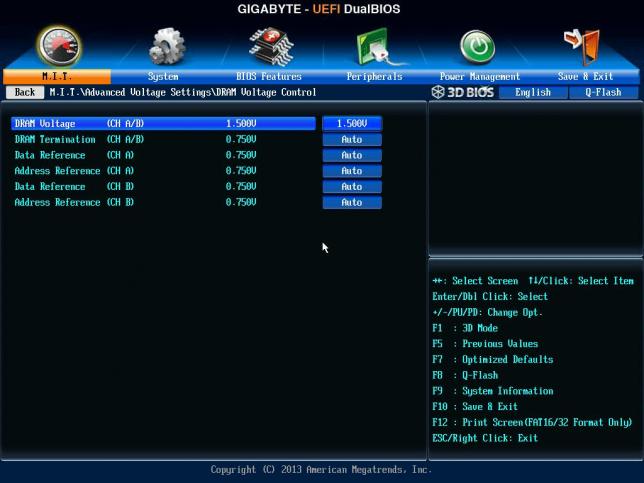 GIGABYTE - UEFI DualBIOS
M.I.T. System BIOS Features Peripherals Power Management Save & Exit
Back M.I.T.\Advanced Voltage Settings\DRAM Voltage Control 3D BIOS English Q-Flash
DRAM Voltage (CH A/B) 1.500V 1.500V
DRAM Termination (CH A/B) 0.750V Auto
Data Reference (CH A) 0.750V Auto
Address Reference (CH A) 0.750V Auto
Data Reference (CH B) 0.750V Auto
Address Reference (CH B) 0.750V Auto
→←: Select Screen ↑↓/Click: Select Item
Enter/Dbl Click: Select
+/-/PU/PD: Change Opt.
F1 : 3D Mode
F5 : Previous Values
F7 : Optimized Defaults
F8 : Q-Flash
F9 : System Information
F10 : Save & Exit
F12 : Print Screen(FAT16/32 Format Only)
ESC/Right Click: Exit
Copyright (C) 2013 American Megatrends, Inc.